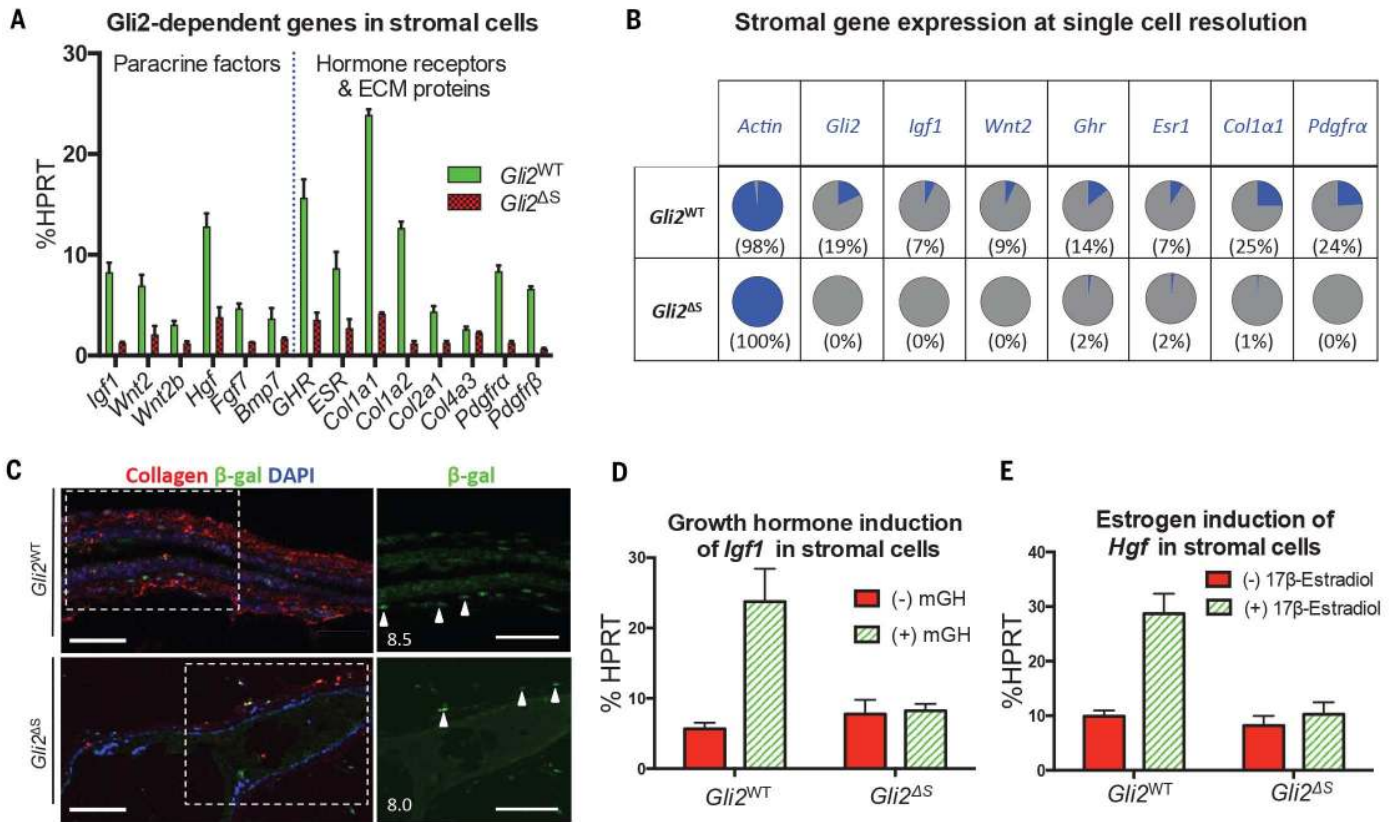 A
Gli2-dependent genes in stromal cells
Paracrine factors
Hormone receptors
& ECM proteins
%HPRT
30
20
10
0
Gli2WT
Gli2ΔS
Igf1
Wnt2
Wnt2b
Hgf
Fgf7
Bmp7
GHR
ESR
Col1a1
Col1a2
Col2a1
Col4a3
Pdgfrα
Pdgfrβ
B
Stromal gene expression at single cell resolution
Actin Gli2 Igf1 Wnt2 Ghr Esr1 Col1α1 Pdgfrα
Gli2WT
(98%) (19%) (7%) (9%) (14%) (7%) (25%) (24%)
Gli2ΔS
(100%) (0%) (0%) (0%) (2%) (2%) (1%) (0%)
C
Collagen β-gal DAPI
β-gal
Gli2WT
8.5
Gli2ΔS
8.0
D
Growth hormone induction
of Igf1 in stromal cells
% HPRT
30
20
10
0
(-) mGH
(+) mGH
Gli2WT
Gli2ΔS
E
Estrogen induction of
Hgf in stromal cells
%HPRT
40
30
20
10
0
(-) 17β-Estradiol
(+) 17β-Estradiol
Gli2WT
Gli2ΔS